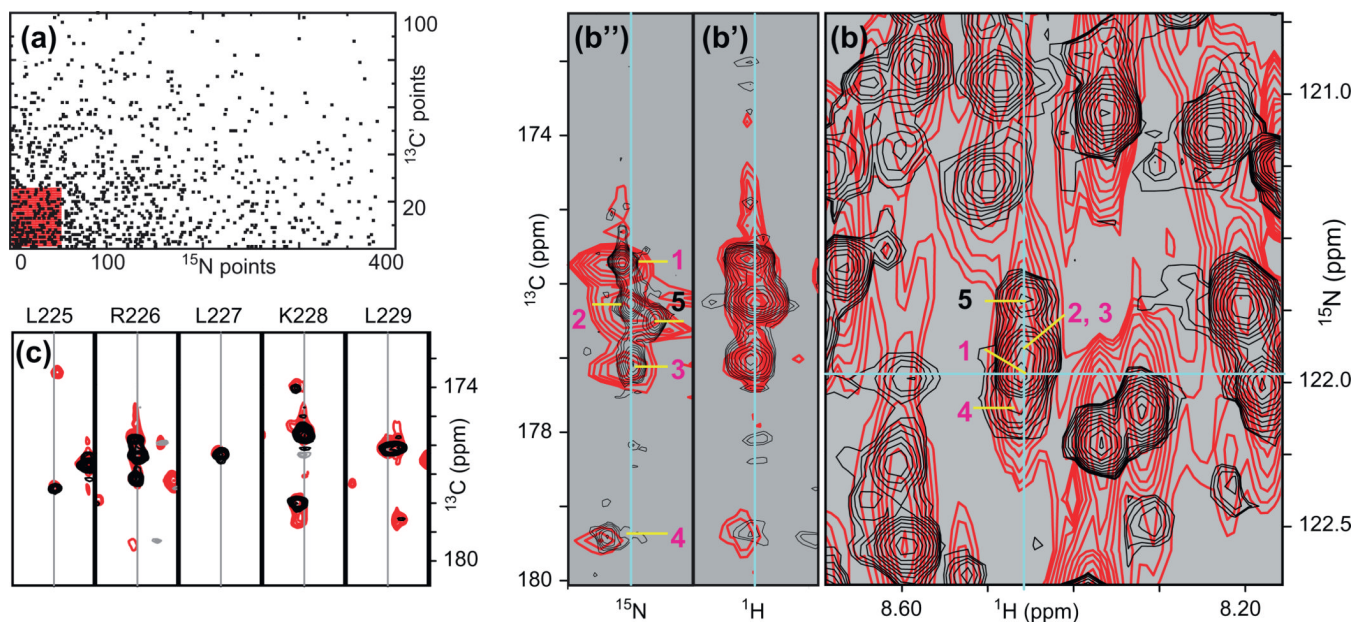 (a)
100
¹³C' points
20
0
100
¹⁵N points
400
(b'')
(b')
(b)
174
¹³C (ppm)
178
180
1
2
5
3
4
¹⁵N
¹H
5
2, 3
1
4
121.0
¹⁵N (ppm)
122.0
122.5
8.60
¹H (ppm)
8.20
L225
R226
L227
K228
L229
(c)
174
¹³C (ppm)
180